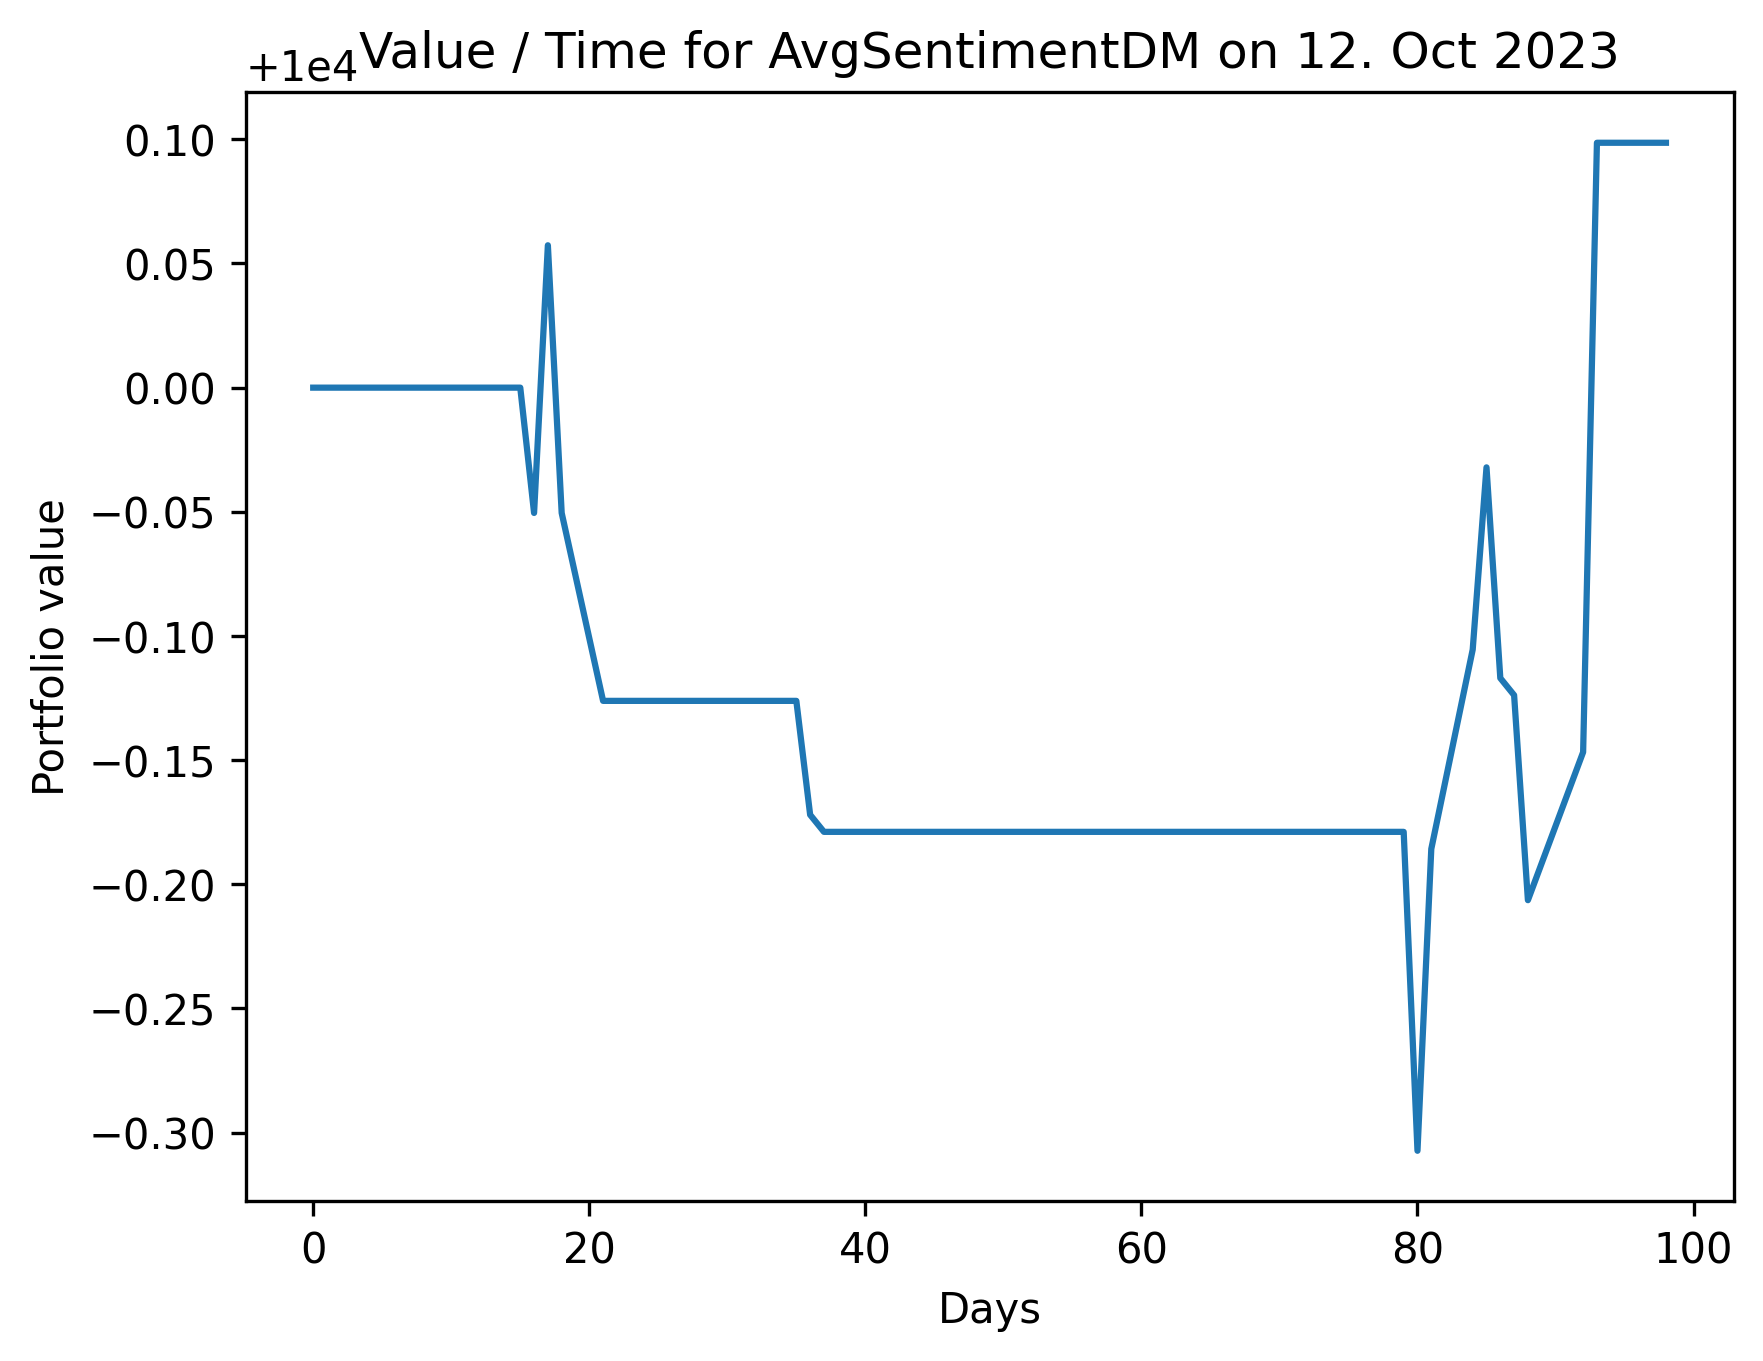 Value / Time for AvgSentimentDM on 12. Oct 2023
+1e4
0.10
0.05
0.00
−0.05
−0.10
−0.15
−0.20
−0.25
−0.30
Portfolio value
0 20 40 60 80 100
Days